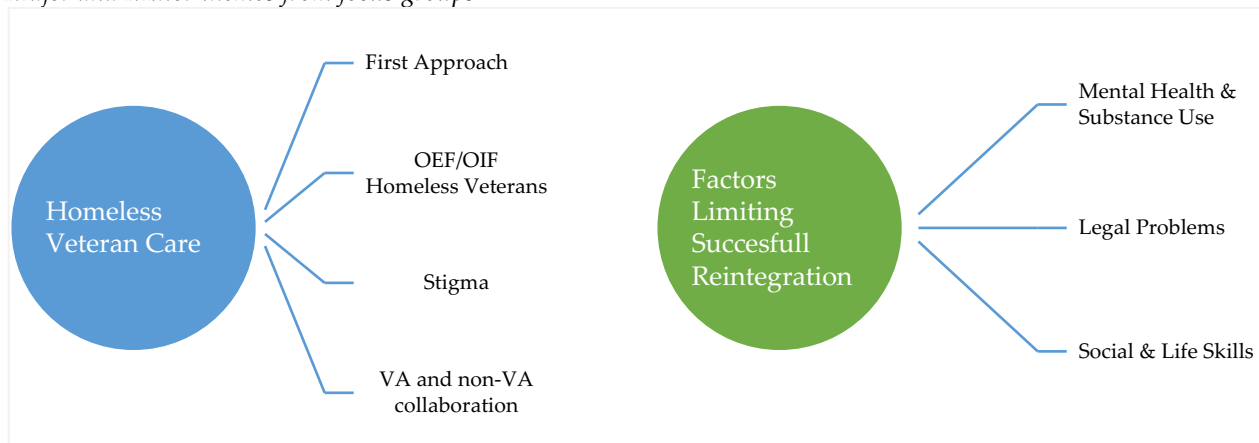 Homeless
Veteran Care
First Approach
OEF/OIF
Homeless Veterans
Stigma
VA and non-VA
collaboration
Factors
Limiting
Succesfull
Reintegration
Mental Health &
Substance Use
Legal Problems
Social & Life Skills